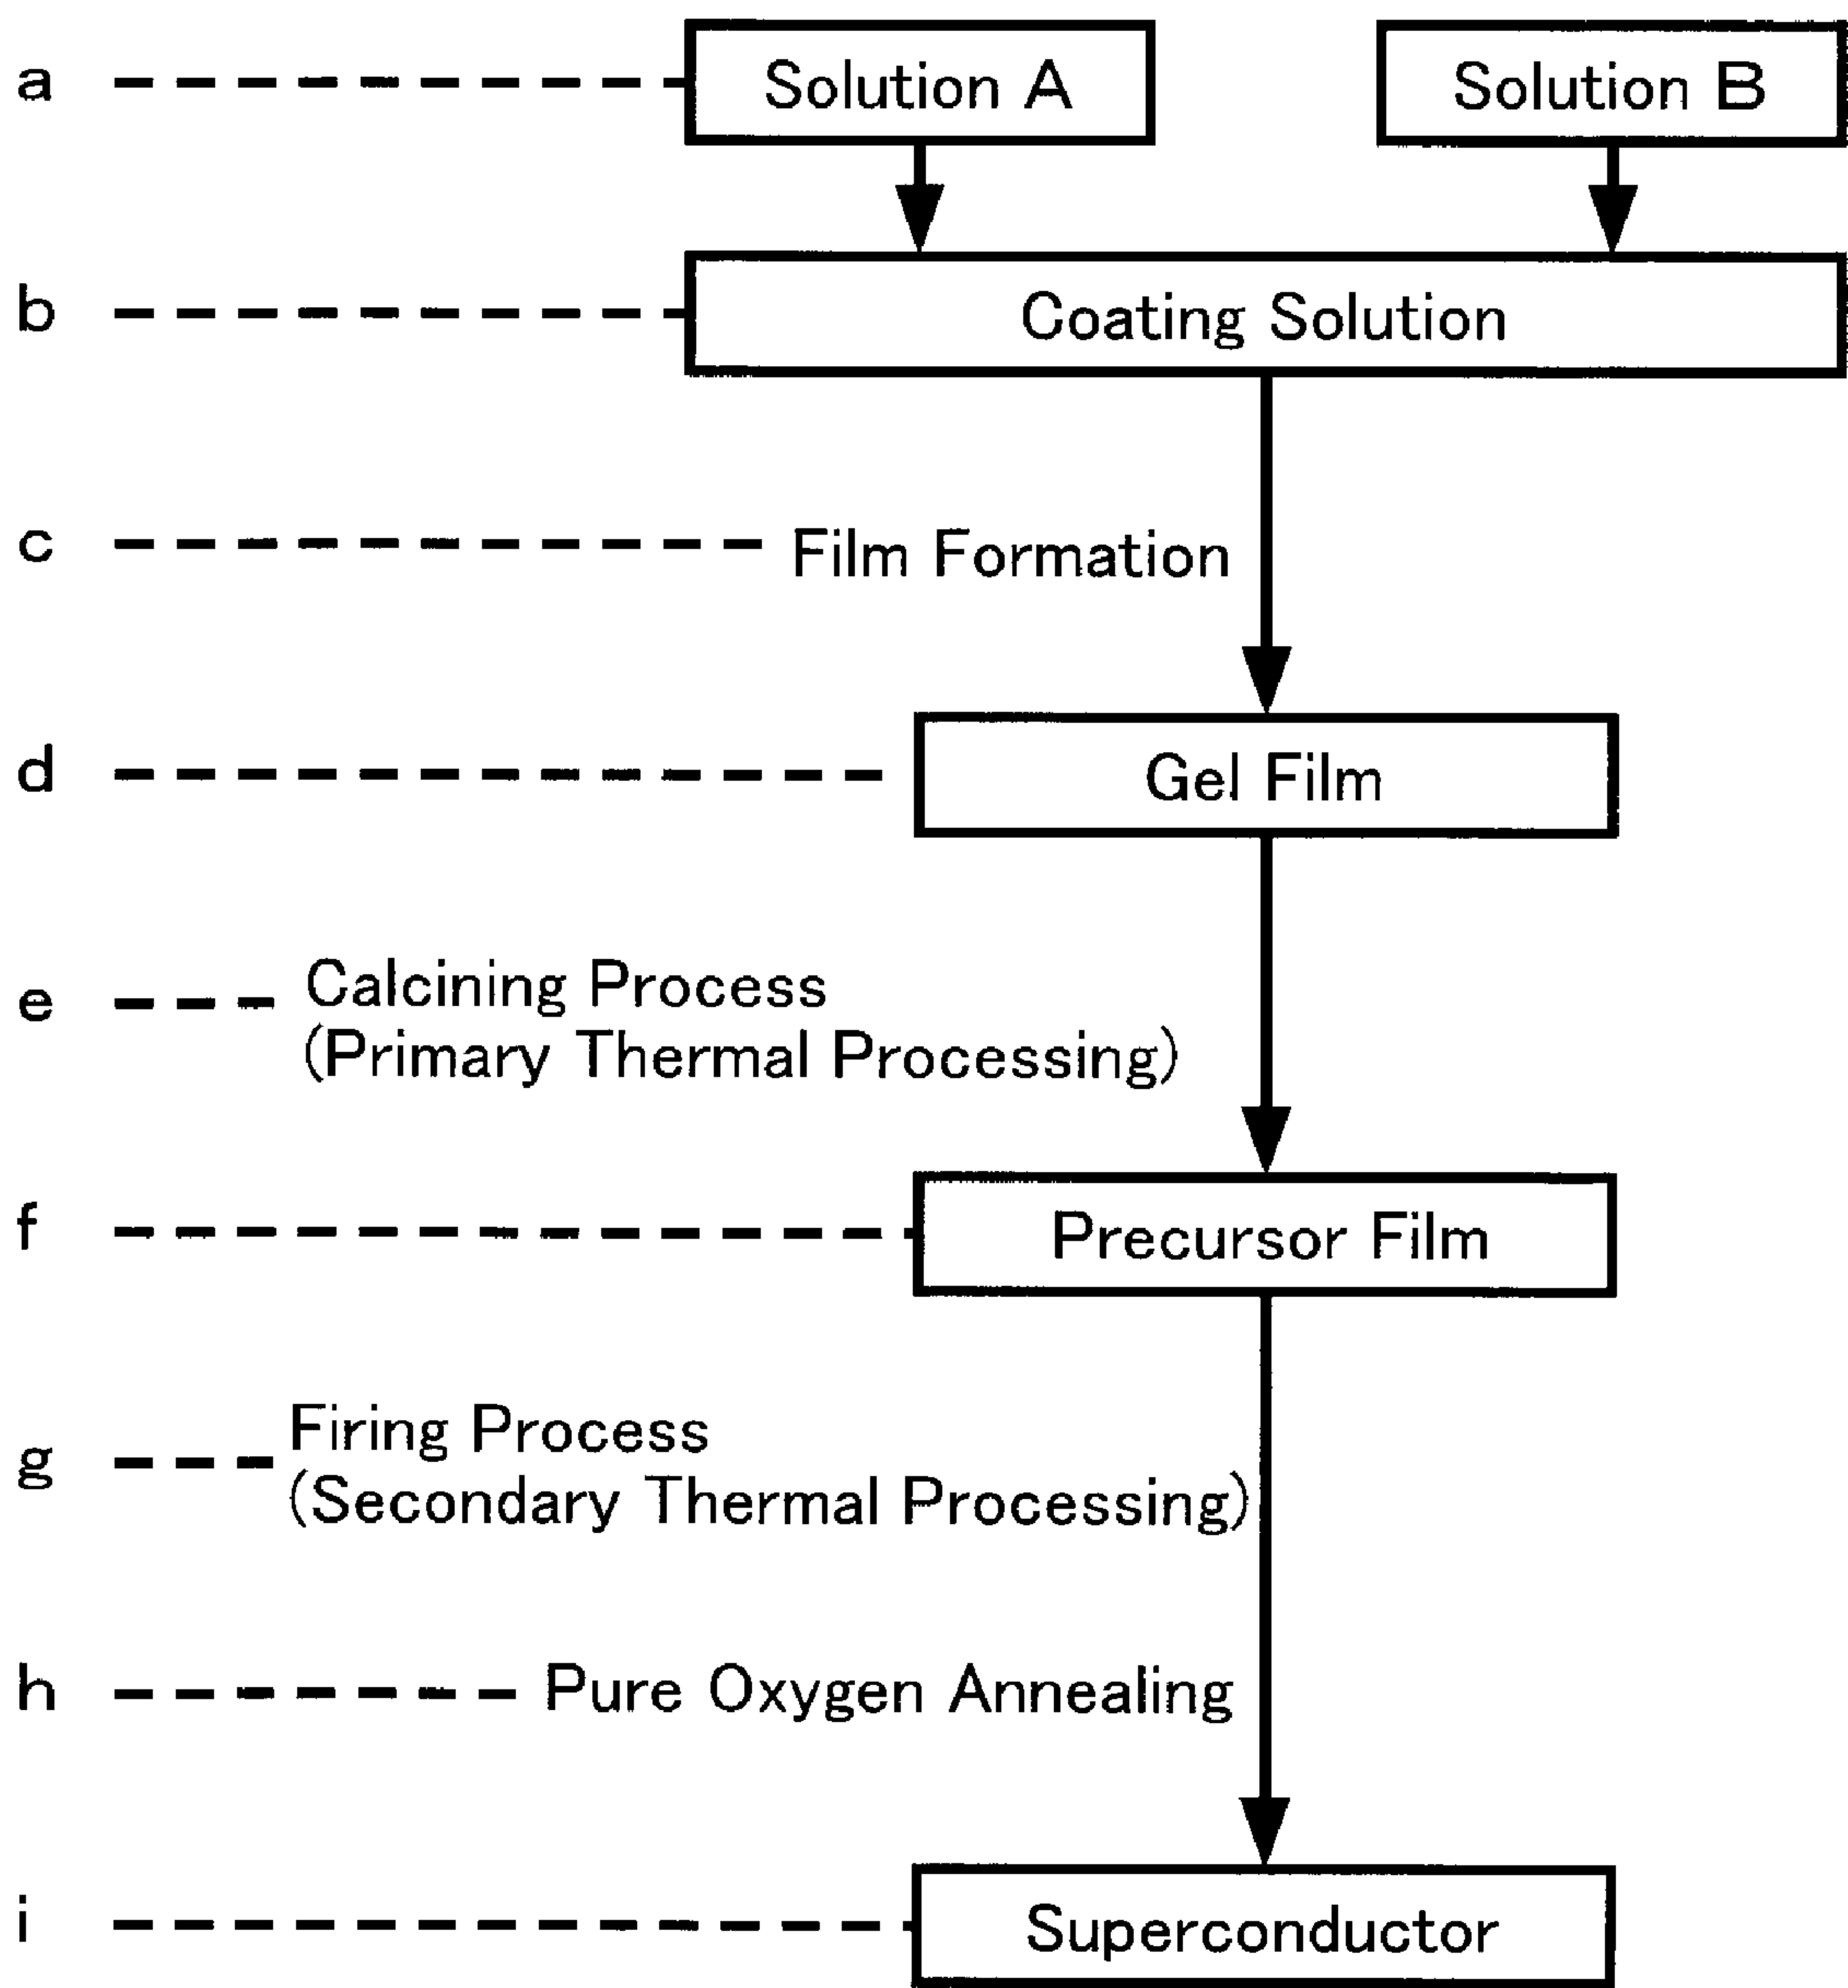 a Solution A Solution B
b Coating Solution
c Film Formation
d Gel Film
e Calcining Process
(Primary Thermal Processing)
f Precursor Film
g Firing Process
(Secondary Thermal Processing)
h Pure Oxygen Annealing
i Superconductor